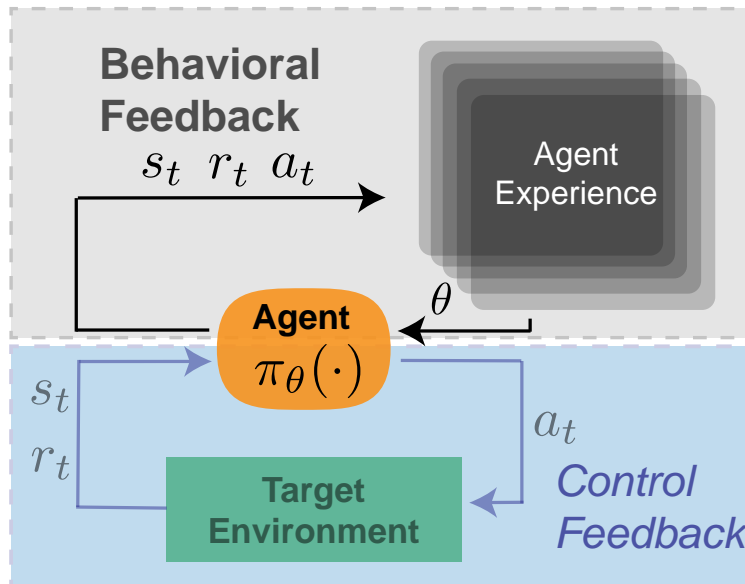 Behavioral
Feedback
s_t r_t a_t
Agent
Experience
θ
Agent
π_θ(·)
s_t
r_t
a_t
Target
Environment
Control
Feedback